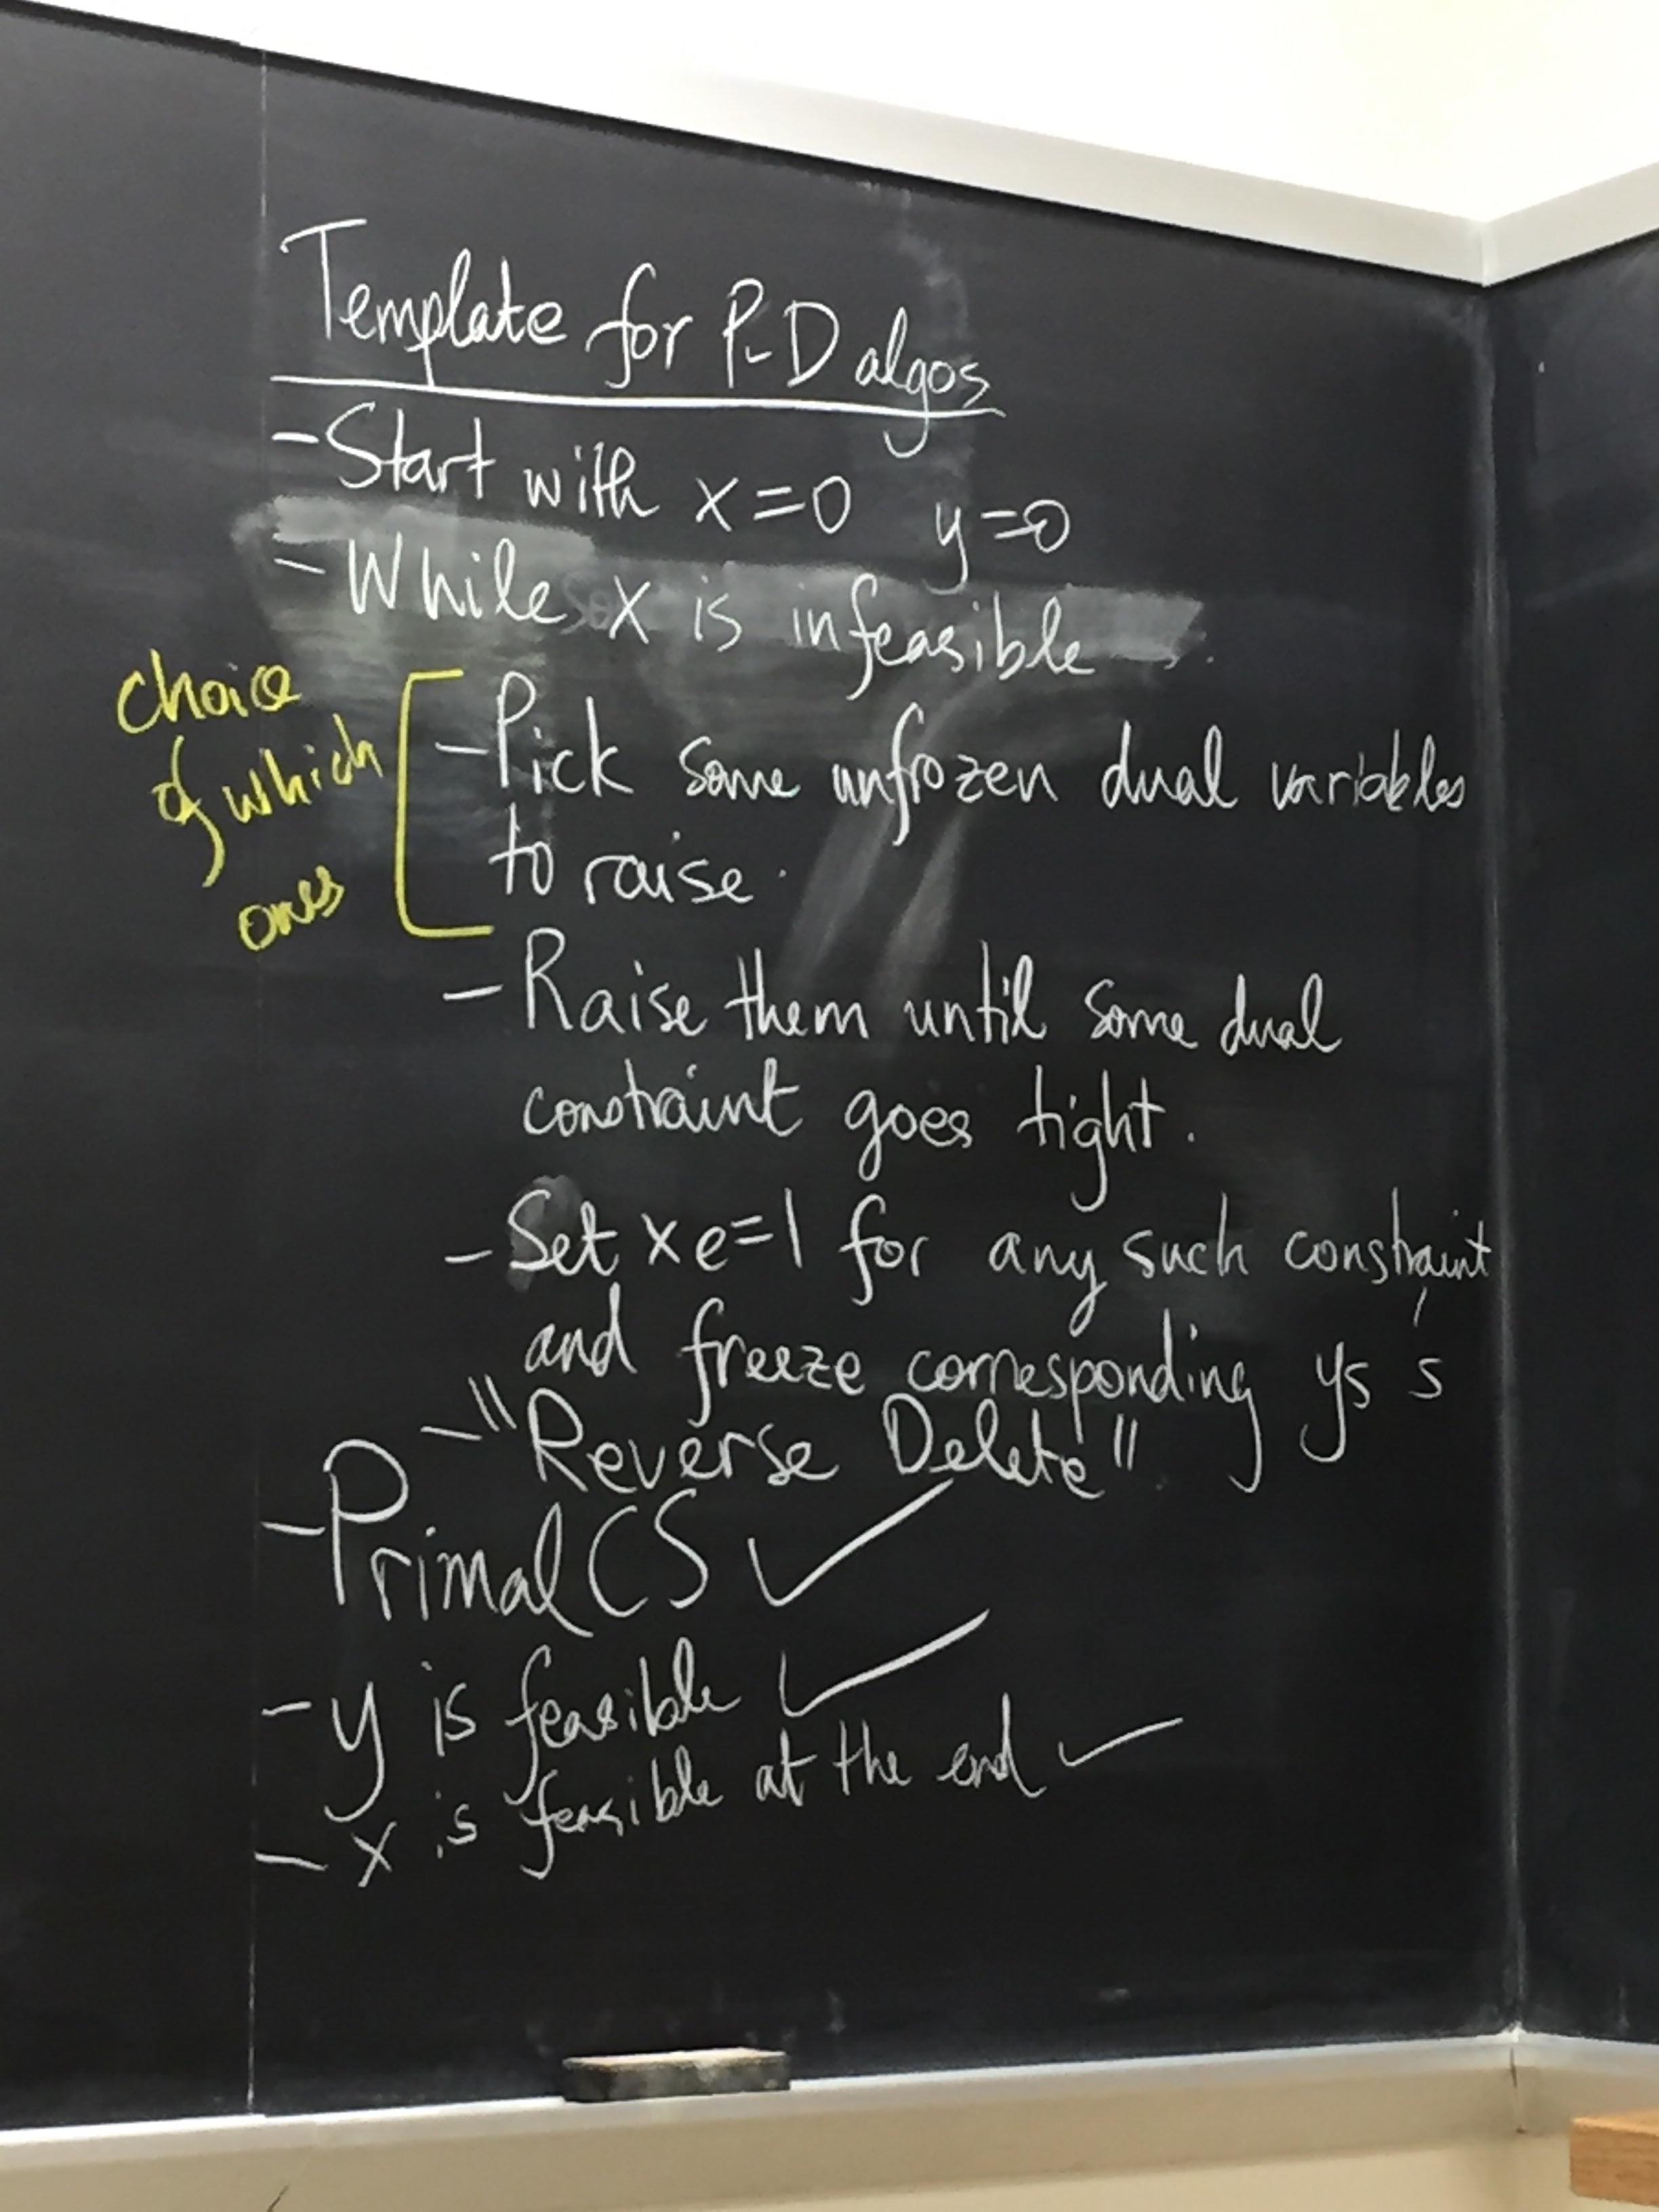 Template for P-D algos
- Start with x=0 y=0
- While x is infeasible
choice
of which
ones
- Pick some unfrozen dual variables
to raise.
- Raise them until some dual
constraint goes tight.
- Set xe=1 for any such constraint
and freeze corresponding ys's
- "Reverse Delete"
- Primal CS ✓
- y is feasible ✓
- x is feasible at the end ✓